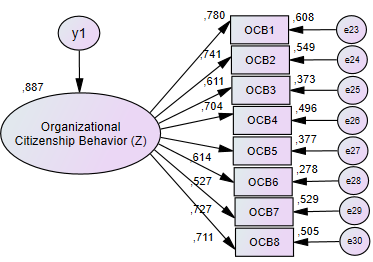 ,780
,608
OCB1
e23
y1
,741
,549
OCB2
e24
,887
,611
,373
OCB3
e25
,704
,496
OCB4
e26
Organizational
Citizenship Behavior (Z)
,377
OCB5
e27
,614
,278
OCB6
e28
,527
,529
OCB7
e29
,727
,505
OCB8
e30
,711